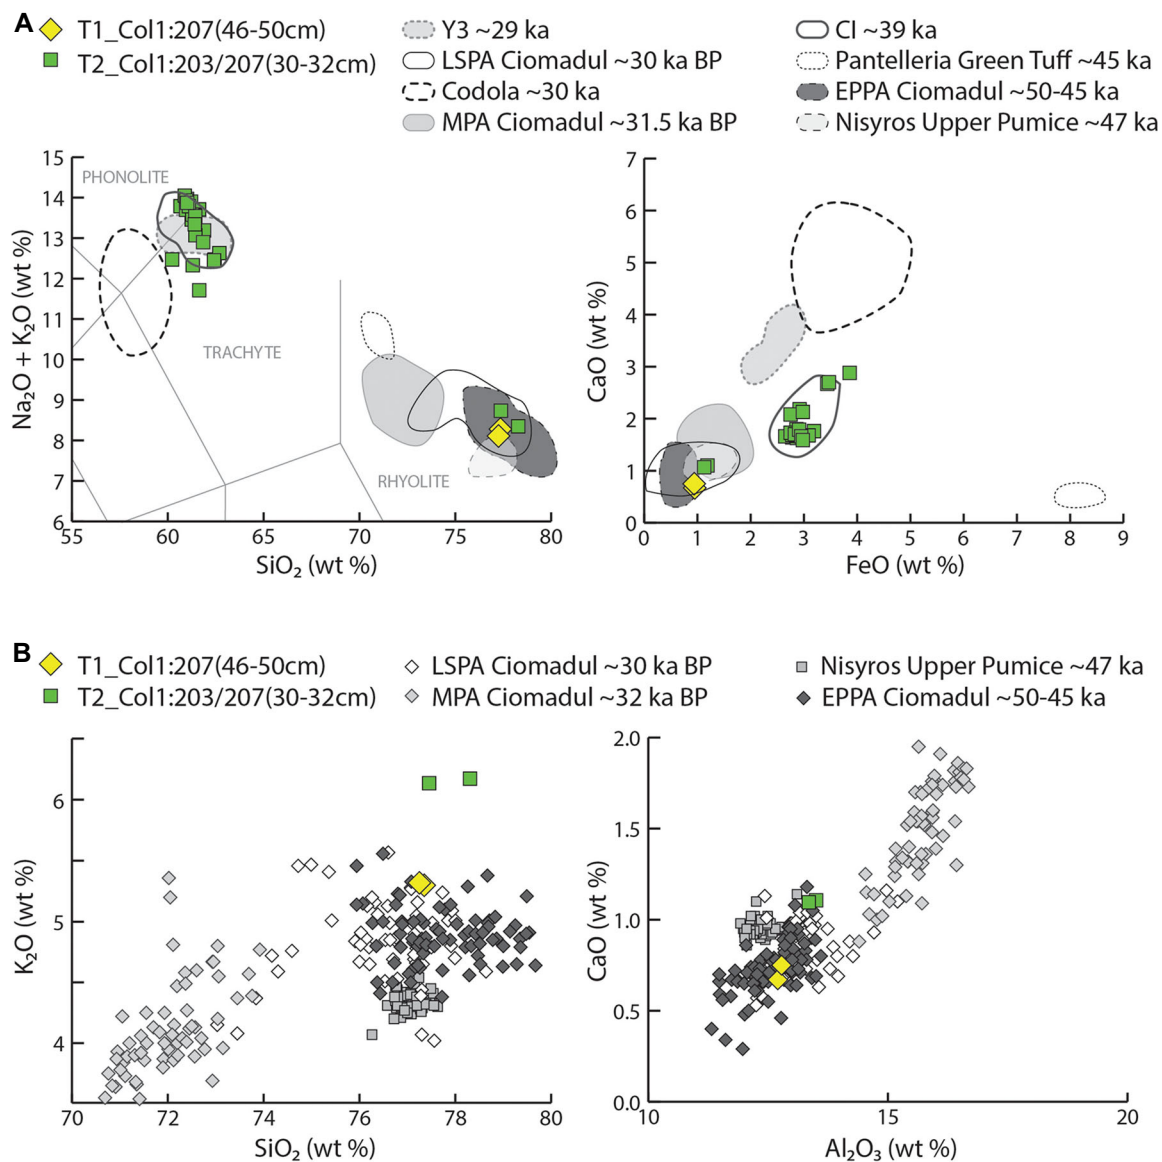 A
T1_Col1:207(46-50cm)
T2_Col1:203/207(30-32cm)
Y3 ~29 ka
LSPA Ciomadul ~30 ka BP
Codola ~30 ka
MPA Ciomadul ~31.5 ka BP
CI ~39 ka
Pantelleria Green Tuff ~45 ka
EPPA Ciomadul ~50-45 ka
Nisyros Upper Pumice ~47 ka
Na₂O + K₂O (wt %)
15
14
13
12
11
10
9
8
7
6
PHONOLITE
TRACHYTE
RHYOLITE
55 60 65 70 75 80
SiO₂ (wt %)
CaO (wt %)
7
6
5
4
3
2
1
0
0 1 2 3 4 5 6 7 8 9
FeO (wt %)
B
T1_Col1:207(46-50cm)
T2_Col1:203/207(30-32cm)
LSPA Ciomadul ~30 ka BP
MPA Ciomadul ~32 ka BP
Nisyros Upper Pumice ~47 ka
EPPA Ciomadul ~50-45 ka
K₂O (wt %)
6
5
4
70 72 74 76 78 80
SiO₂ (wt %)
CaO (wt %)
2.0
1.5
1.0
0.5
0.0
10 15 20
Al₂O₃ (wt %)